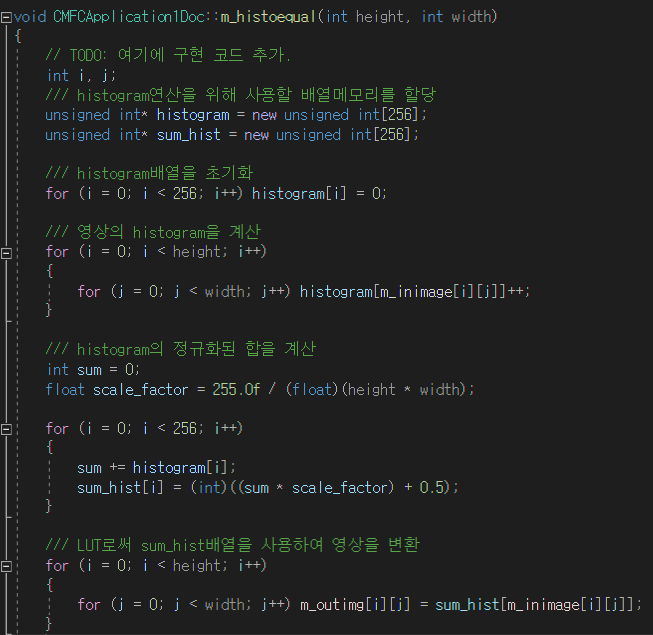 void CMFCApplication1Doc::m_histoequal(int height, int width)
{
// TODO: 여기에 구현 코드 추가.
int i, j;
/// histogram연산을 위해 사용할 배열메모리를 할당
unsigned int* histogram = new unsigned int[256];
unsigned int* sum_hist = new unsigned int[256];
/// histogram배열을 초기화
for (i = 0; i < 256; i++) histogram[i] = 0;
/// 영상의 histogram을 계산
for (i = 0; i < height; i++)
{
for (j = 0; j < width; j++) histogram[m_inimage[i][j]]++;
}
/// histogram의 정규화된 합을 계산
int sum = 0;
float scale_factor = 255.0f / (float)(height * width);
for (i = 0; i < 256; i++)
{
sum += histogram[i];
sum_hist[i] = (int)((sum * scale_factor) + 0.5);
}
/// LUT로써 sum_hist배열을 사용하여 영상을 변환
for (i = 0; i < height; i++)
{
for (j = 0; j < width; j++) m_outimg[i][j] = sum_hist[m_inimage[i][j]];
}